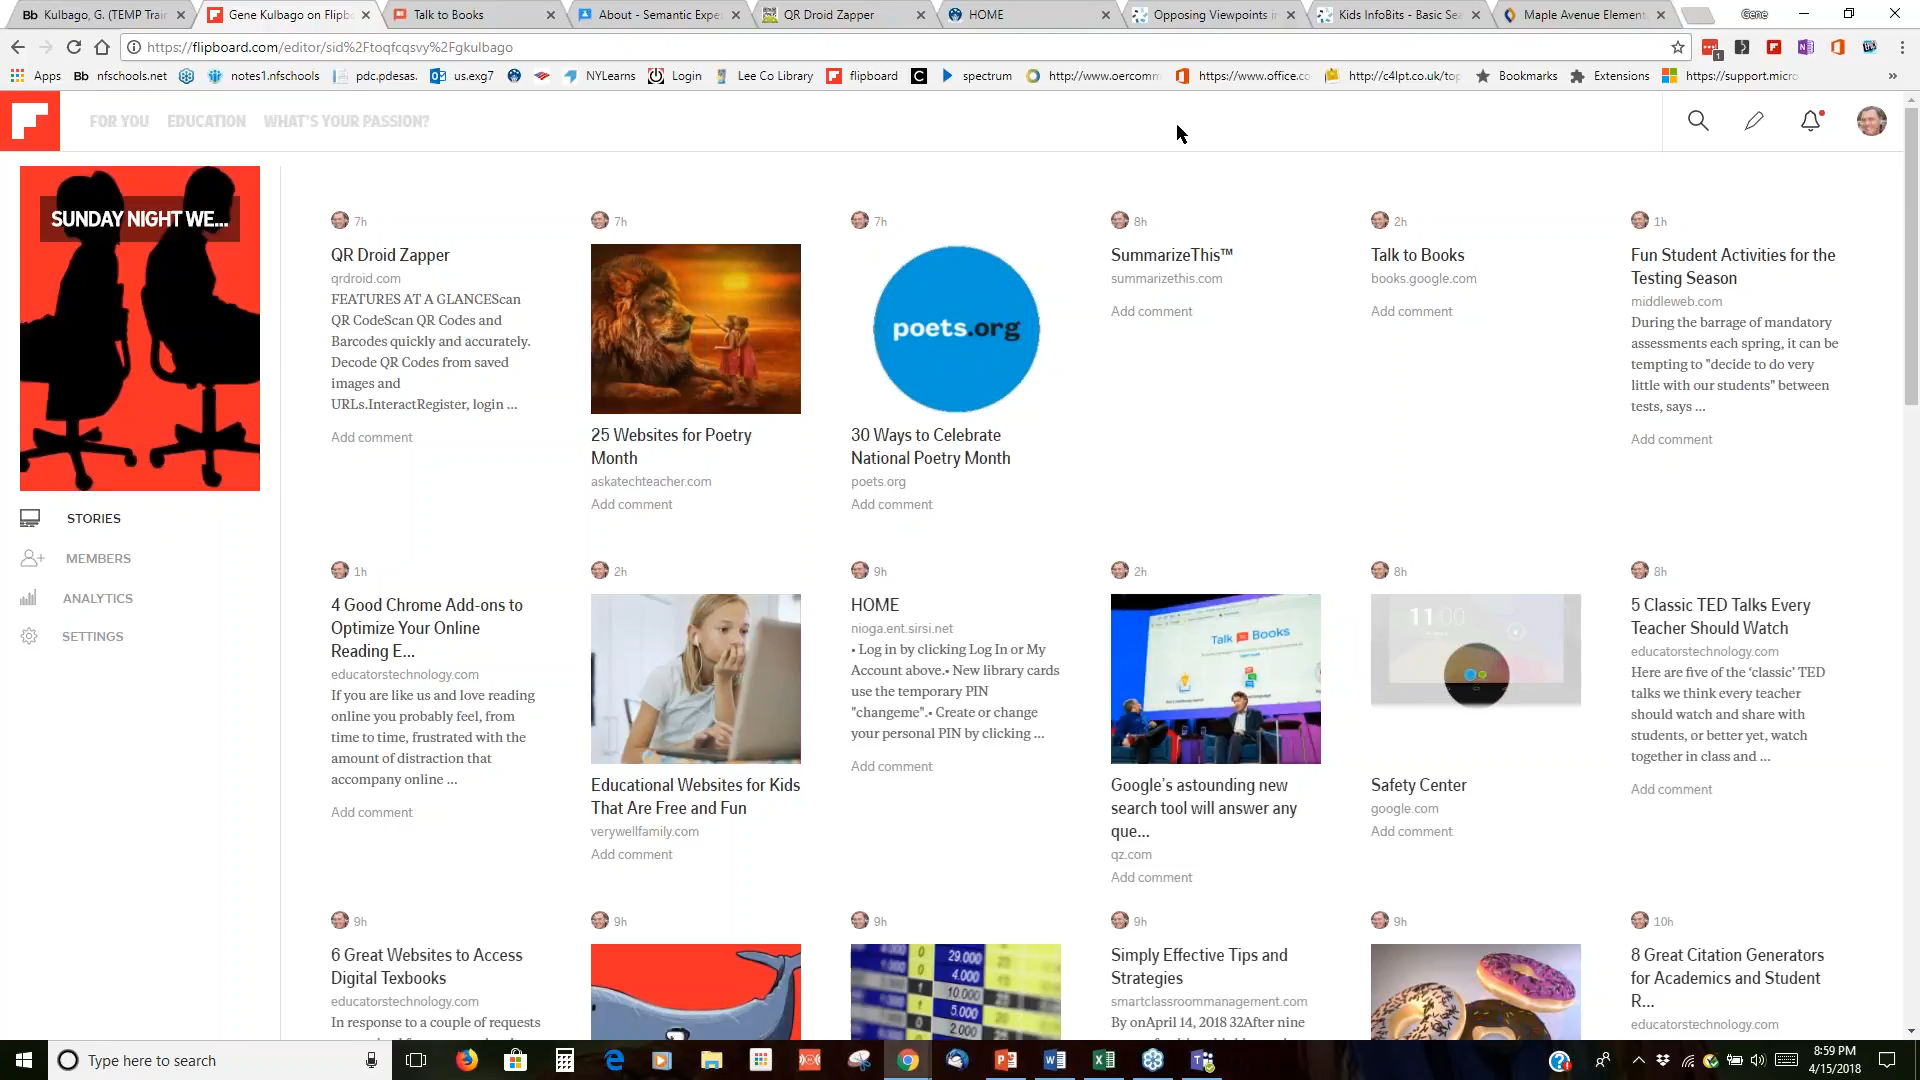 Kulbago, G. (TEMP Trair
Gene Kulbago on Flipbo
Talk to Books
About - Semantic Expe
QR Droid Zapper
HOME
Opposing Viewpoints i
Kids InfoBits - Basic Sea
Maple Avenue Element
Gene
https://flipboard.com/editor/sid%2Ftoqfcqsvy%2Fgkulbago
Apps
Bb nfschools.net
notes1.nfschools
pdc.pdesas.
us.exg7
NYLearns
Login
Lee Co Library
flipboard
spectrum
http://www.oercomm
https://www.office.co
http://c4lpt.co.uk/top
Bookmarks
Extensions
https://support.micro
FOR YOU
EDUCATION
WHAT'S YOUR PASSION?
SUNDAY NIGHT WE...
STORIES
MEMBERS
ANALYTICS
SETTINGS
7h
QR Droid Zapper
qrdroid.com
FEATURES AT A GLANCEScan
QR CodeScan QR Codes and
Barcodes quickly and accurately.
Decode QR Codes from saved
images and
URLs.InteractRegister, login ...
Add comment
7h
25 Websites for Poetry
Month
askatechteacher.com
Add comment
7h
poets.org
30 Ways to Celebrate
National Poetry Month
poets.org
Add comment
8h
SummarizeThis™
summarizethis.com
Add comment
2h
Talk to Books
books.google.com
Add comment
1h
Fun Student Activities for the
Testing Season
middleweb.com
During the barrage of mandatory
assessments each spring, it can be
tempting to "decide to do very
little with our students" between
tests, says ...
Add comment
1h
4 Good Chrome Add-ons to
Optimize Your Online
Reading E...
educatorstechnology.com
If you are like us and love reading
online you probably feel, from
time to time, frustrated with the
amount of distraction that
accompany online ...
Add comment
2h
Educational Websites for Kids
That Are Free and Fun
verywellfamily.com
Add comment
9h
HOME
nioga.ent.sirsi.net
• Log in by clicking Log In or My
Account above.• New library cards
use the temporary PIN
"changeme".• Create or change
your personal PIN by clicking ...
Add comment
2h
Talk to Books
Google's astounding new
search tool will answer any
que...
qz.com
Add comment
8h
11:00
Safety Center
google.com
Add comment
8h
5 Classic TED Talks Every
Teacher Should Watch
educatorstechnology.com
Here are five of the 'classic' TED
talks we think every teacher
should watch and share with
students, or better yet, watch
together in class and ...
Add comment
9h
6 Great Websites to Access
Digital Texbooks
educatorstechnology.com
In response to a couple of requests
9h
9h
29.000
4.000
10.000
5.000
2.000
9h
Simply Effective Tips and
Strategies
smartclassroommanagement.com
By onApril 14, 2018 32After nine
9h
10h
8 Great Citation Generators
for Academics and Student
R...
educatorstechnology.com
Type here to search
8:59 PM
4/15/2018